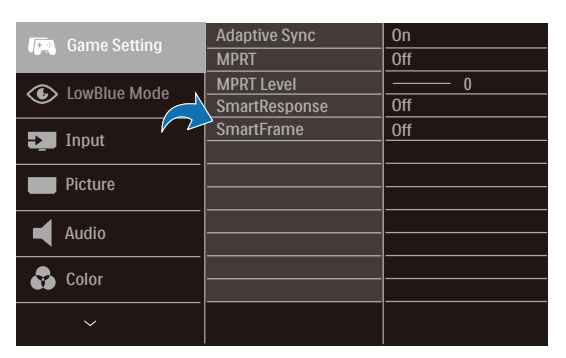 Game Setting
LowBlue Mode
Input
Picture
Audio
Color
Adaptive Sync On
MPRT Off
MPRT Level 0
SmartResponse Off
SmartFrame Off